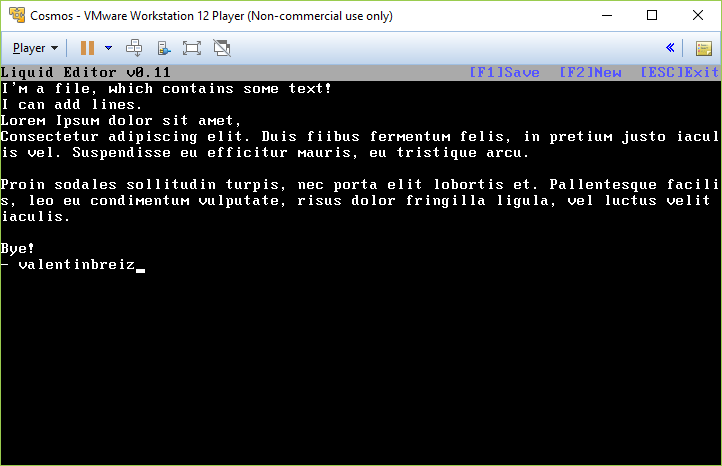 Cosmos - VMware Workstation 12 Player (Non-commercial use only)
Player
Liquid Editor v0.11 [F1]Save [F2]New [ESC]Exit
I'm a file, which contains some text!
I can add lines.
Lorem Ipsum dolor sit amet,
Consectetur adipiscing elit. Duis fiibus fermentum felis, in pretium justo iacul
is vel. Suspendisse eu efficitur mauris, eu tristique arcu.
Proin sodales sollitudin turpis, nec porta elit lobortis et. Pallentesque facili
s, leo eu condimentum vulputate, risus dolor fringilla ligula, vel luctus velit
iaculis.
Bye!
- valentinbreiz